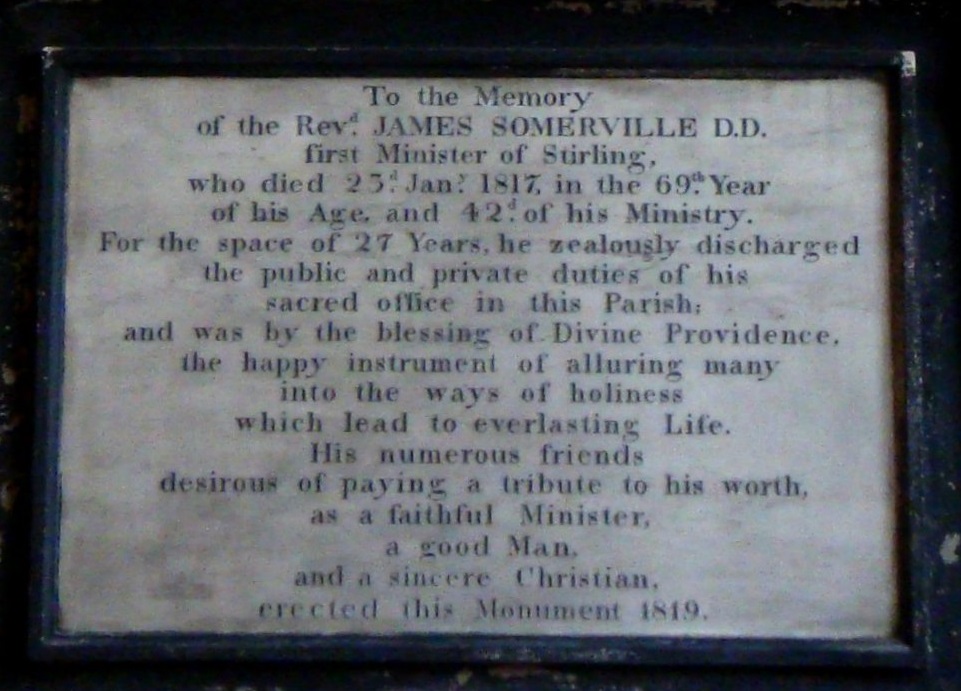 To the Memory
of the Revd. JAMES SOMERVILLE D.D.
first Minister of Stirling,
who died 23d. Jany. 1817, in the 69th. Year
of his Age, and 42d. of his Ministry.
For the space of 27 Years, he zealously discharged
the public and private duties of his
sacred office in this Parish;
and was by the blessing of Divine Providence,
the happy instrument of alluring many
into the ways of holiness
which lead to everlasting Life.
His numerous friends
desirous of paying a tribute to his worth,
as a faithful Minister,
a good Man,
and a sincere Christian,
erected this Monument 1819.